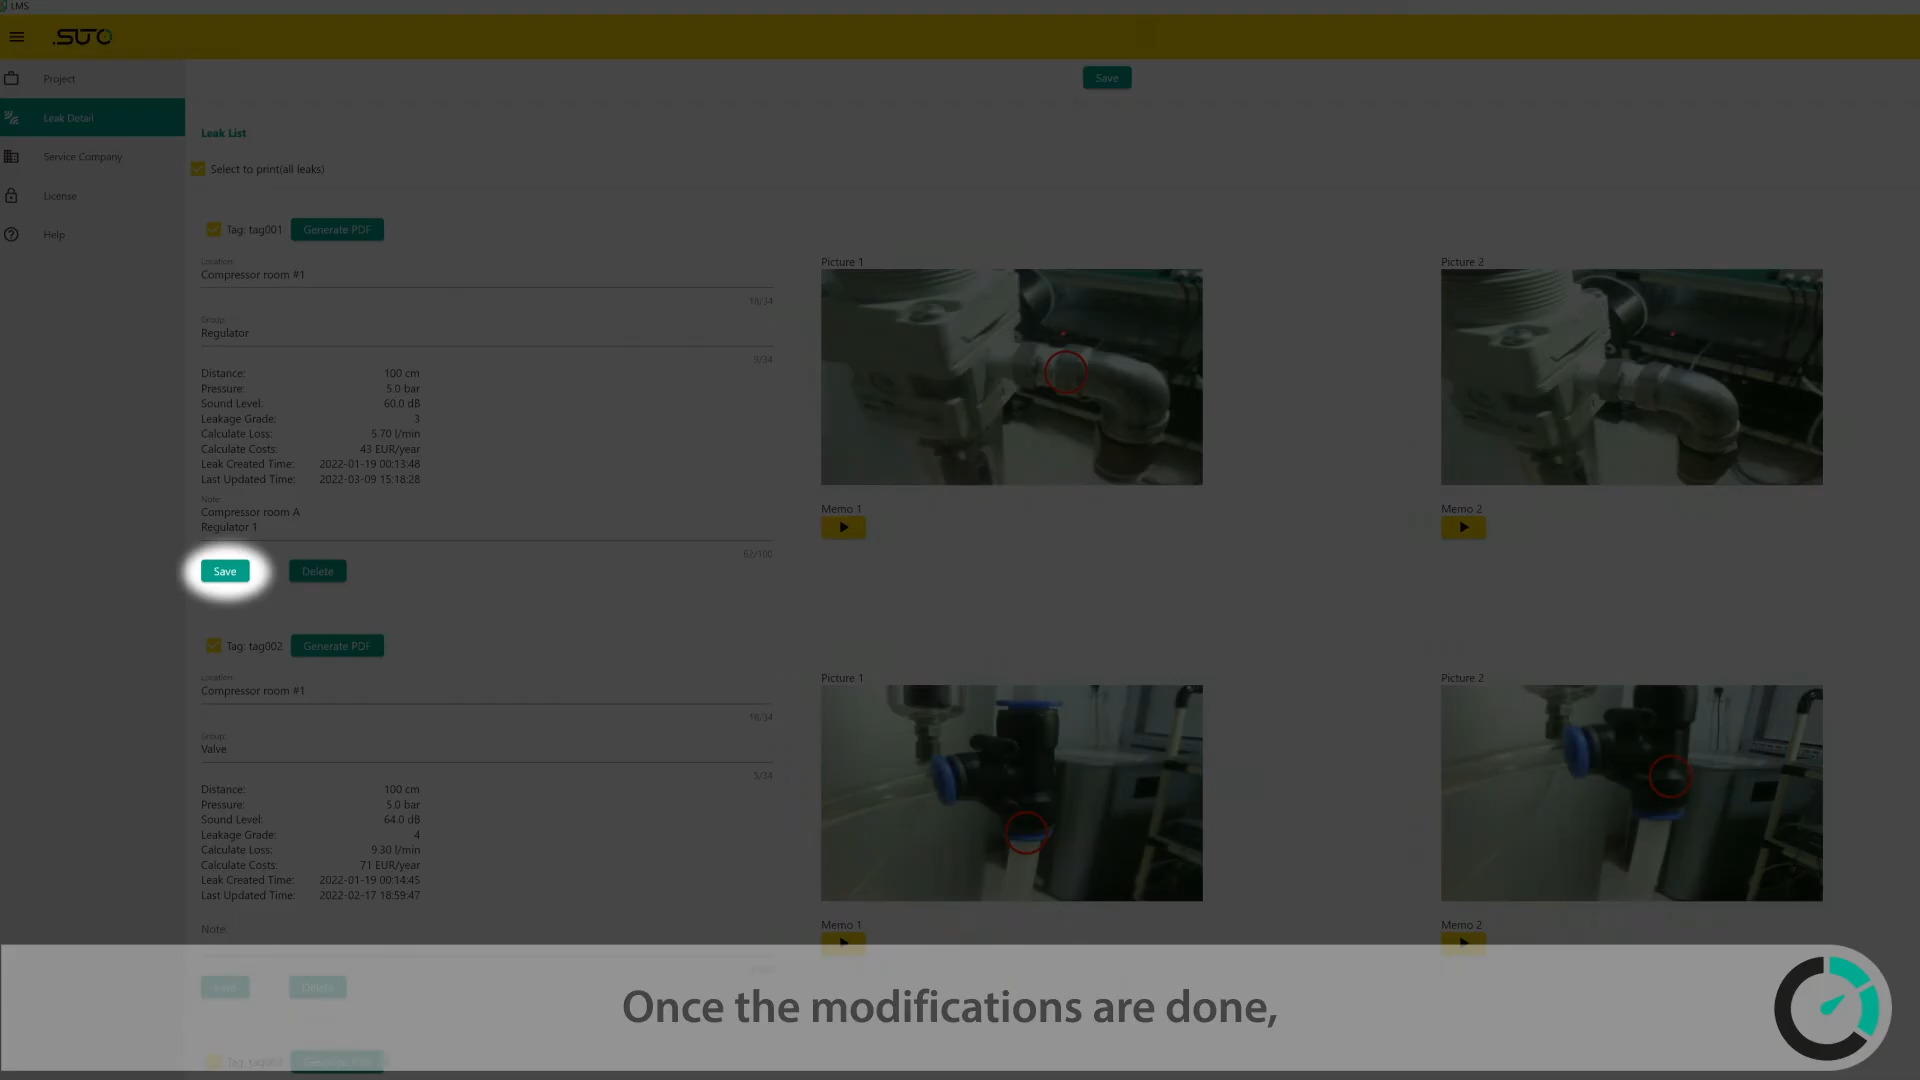 LMS
.SUTO
Project
Save
Leak Detail
Leak List
Service Company
Select to print(all leaks)
License
Help
Tag: tag001 Generate PDF
Location:
Compressor room #1
18/34
Group:
Regulator
9/34
Distance: 100 cm
Pressure: 5.0 bar
Sound Level: 60.0 dB
Leakage Grade: 3
Calculate Loss: 5.70 l/min
Calculate Costs: 43 EUR/year
Leak Created Time: 2022-01-19 00:13:48
Last Updated Time: 2022-03-09 15:18:28
Note:
Compressor room A
Regulator 1
62/100
Save Delete
Picture 1
Picture 2
Memo 1
Memo 2
Tag: tag002 Generate PDF
Location:
Compressor room #1
18/34
Group:
Valve
5/34
Distance: 100 cm
Pressure: 5.0 bar
Sound Level: 64.0 dB
Leakage Grade: 4
Calculate Loss: 9.30 l/min
Calculate Costs: 71 EUR/year
Leak Created Time: 2022-01-19 00:14:45
Last Updated Time: 2022-02-17 18:59:47
Note:
Picture 1
Picture 2
Memo 1
Memo 2
Save Delete
Once the modifications are done,
Generate PDF